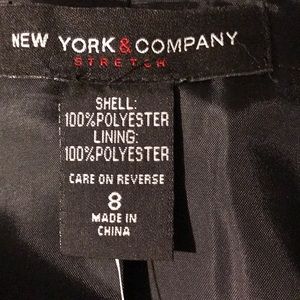 NEW YORK & COMPANY
STRETCH
SHELL:
100%POLYESTER
LINING:
100%POLYESTER
CARE ON REVERSE
8
MADE IN
CHINA